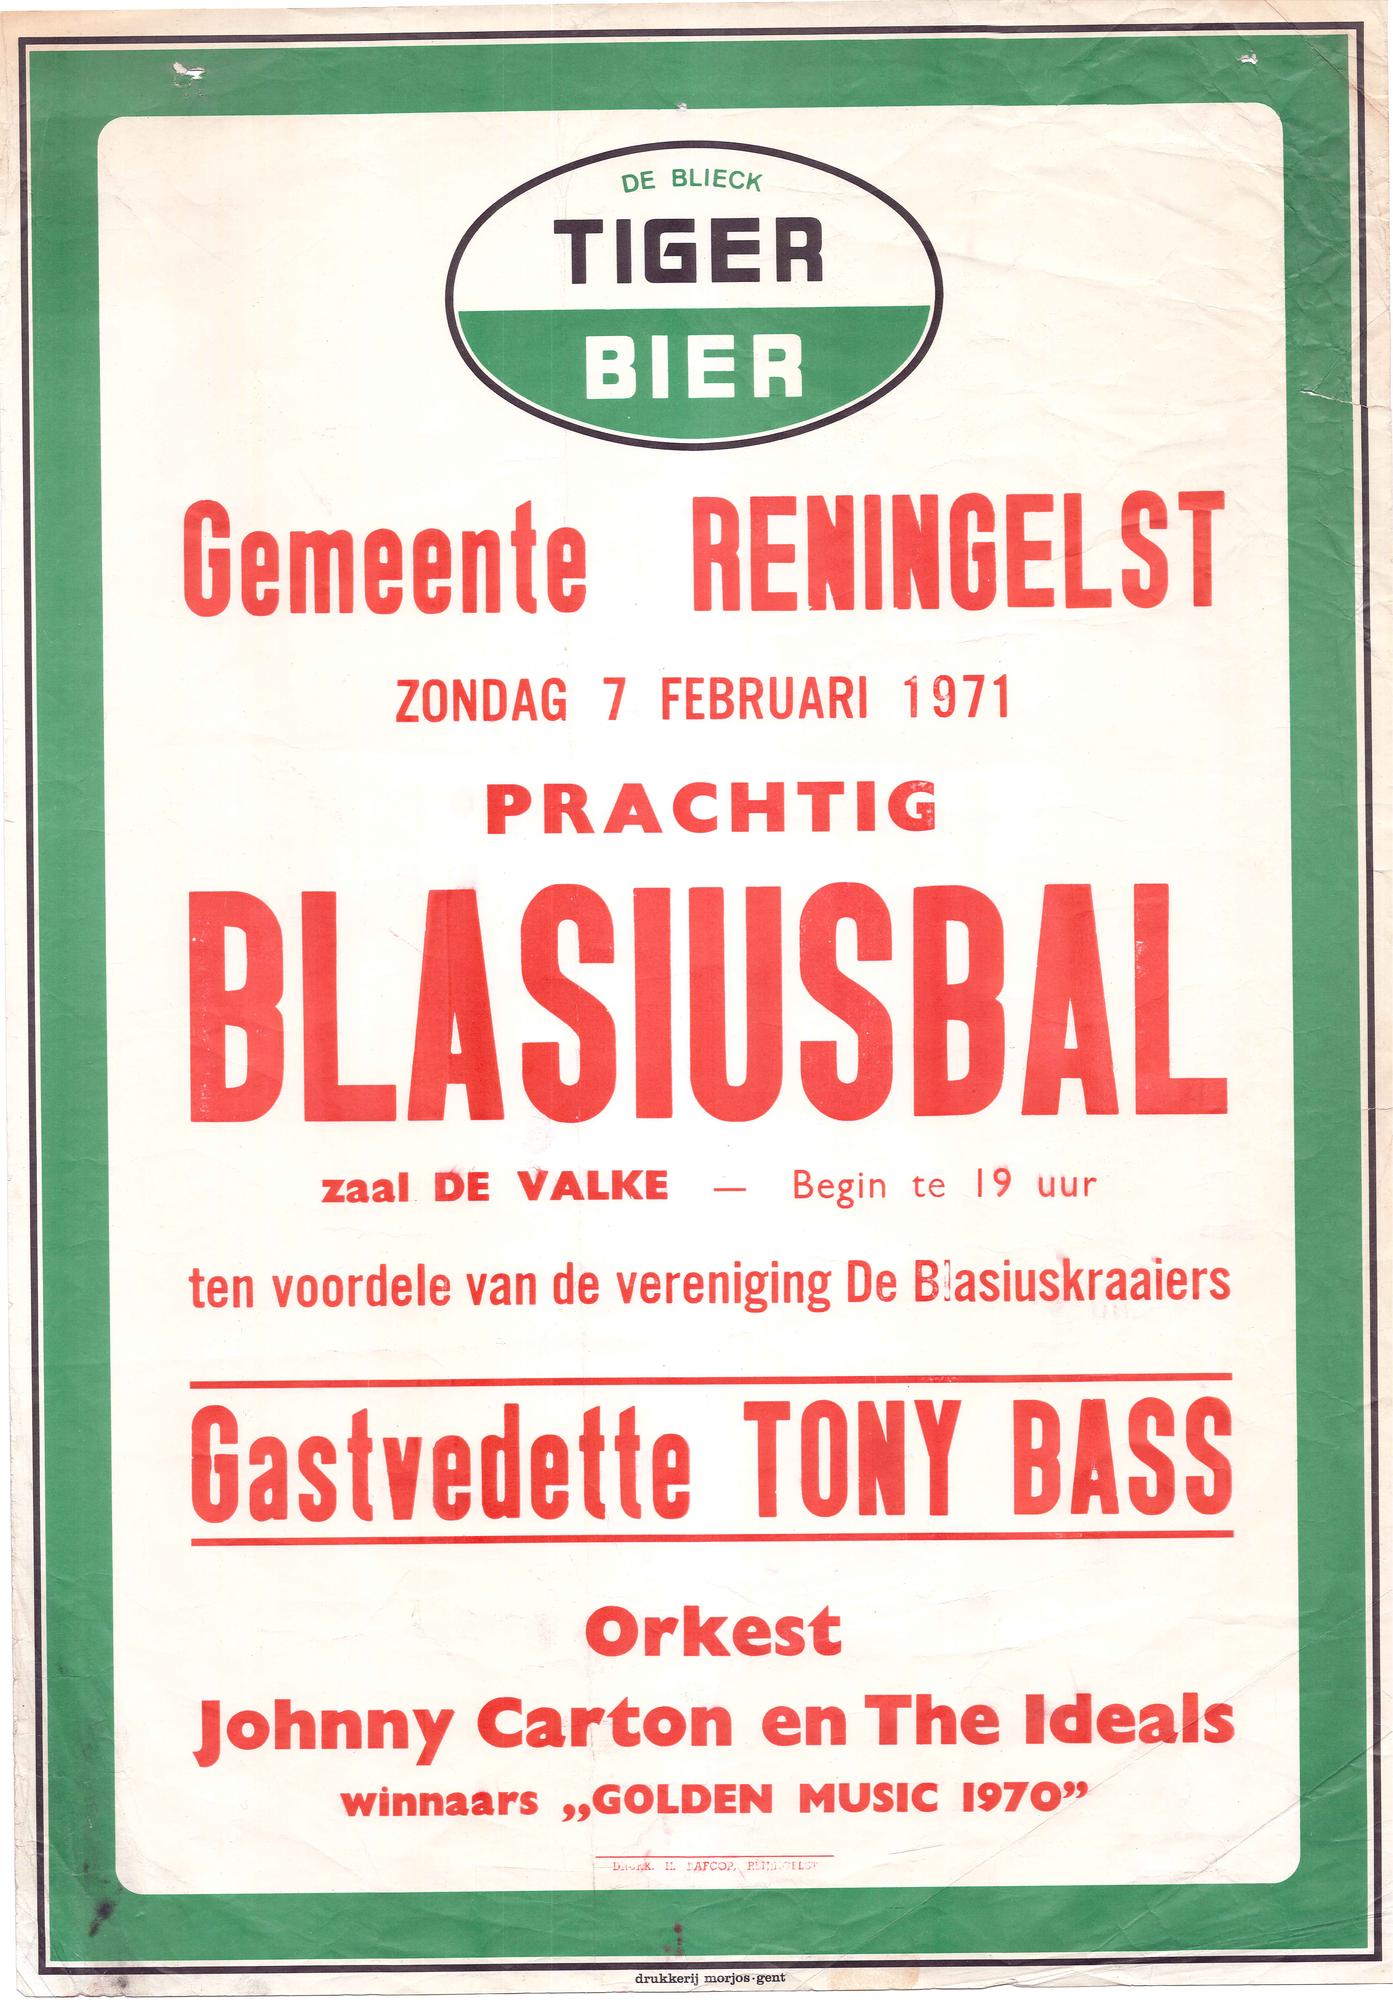 DE BLIECK
TIGER
BIER
Gemeente RENINGELST
ZONDAG 7 FEBRUARI 1971
PRACHTIG
BLASIUSBAL
zaal DE VALKE — Begin te 19 uur
ten voordele van de vereniging De Blasiuskraaiers
Gastvedette TONY BASS
Orkest
Johnny Carton en The Ideals
winnaars „GOLDEN MUSIC 1970”
H. RENINGELST
drukkerij morjos-gent